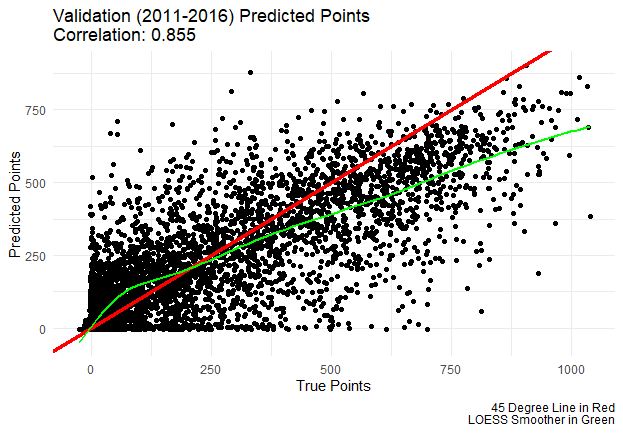 Validation (2011-2016) Predicted Points
Correlation: 0.855
Predicted Points
750
500
250
0
0
250
500
750
1000
True Points
45 Degree Line in Red
LOESS Smoother in Green